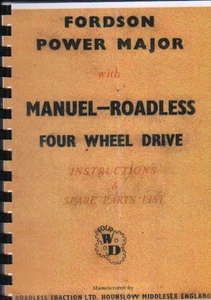 FORDSON
POWER MAJOR
with
MANUEL—ROADLESS
FOUR WHEEL DRIVE
INSTRUCTIONS
&
SPARE PARTS LIST
FOUR
W D
Manufactured by
ROADLESS TRACTION LTD. HOUNSLOW MIDDLESEX ENGLAND